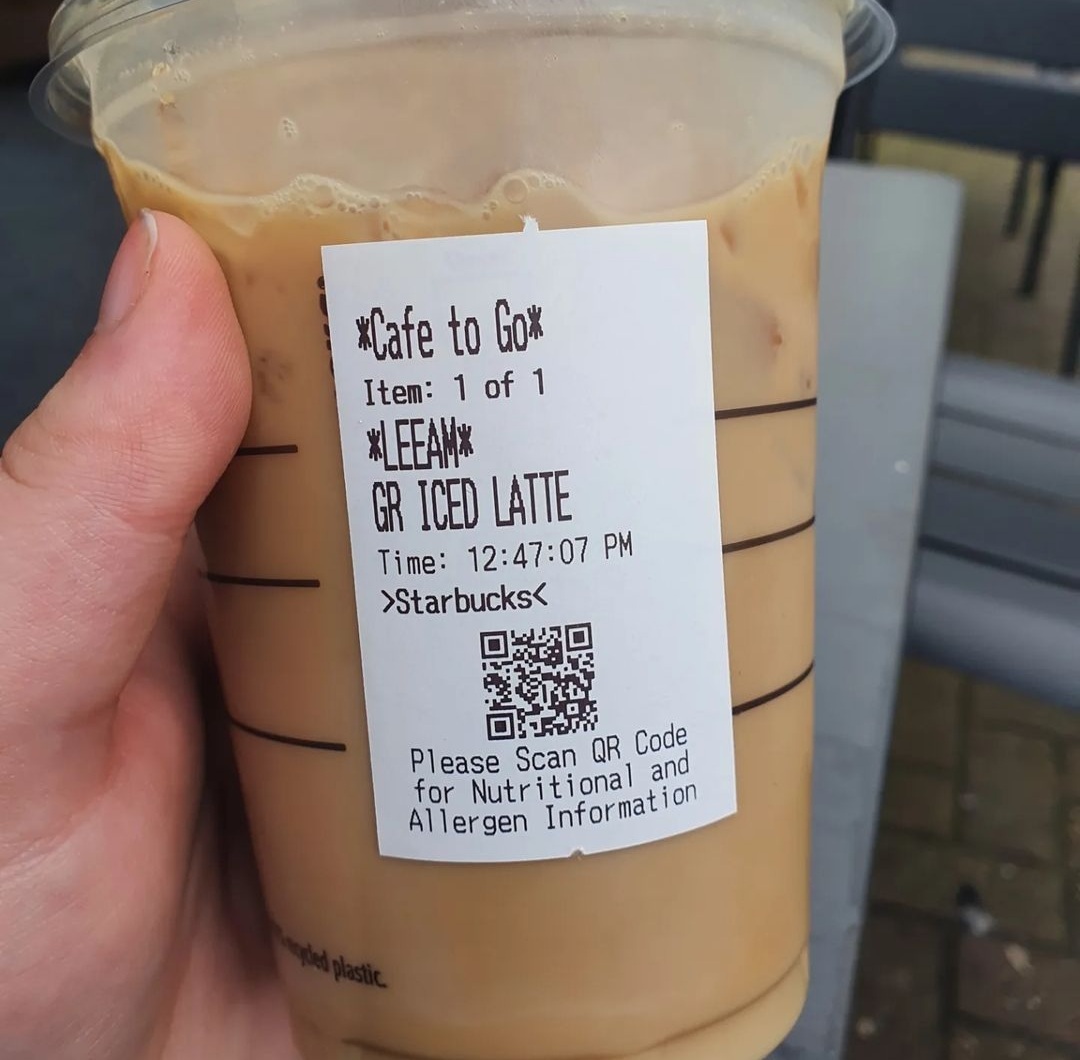 *Cafe to Go*
Item: 1 of 1
*LEEAM*
GR ICED LATTE
Time: 12:47:07 PM
>Starbucks<
Please Scan QR Code
for Nutritional and
Allergen Information
recycled plastic.